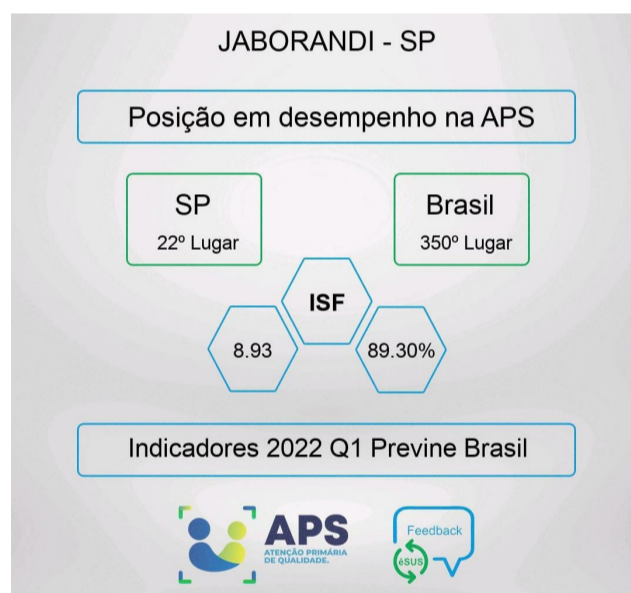 JABORANDI - SP
Posição em desempenho na APS
SP
22º Lugar
Brasil
350º Lugar
ISF
8.93
89.30%
Indicadores 2022 Q1 Previne Brasil
APS
ATENÇÃO PRIMÁRIA
DE QUALIDADE.
Feedback
éSUS